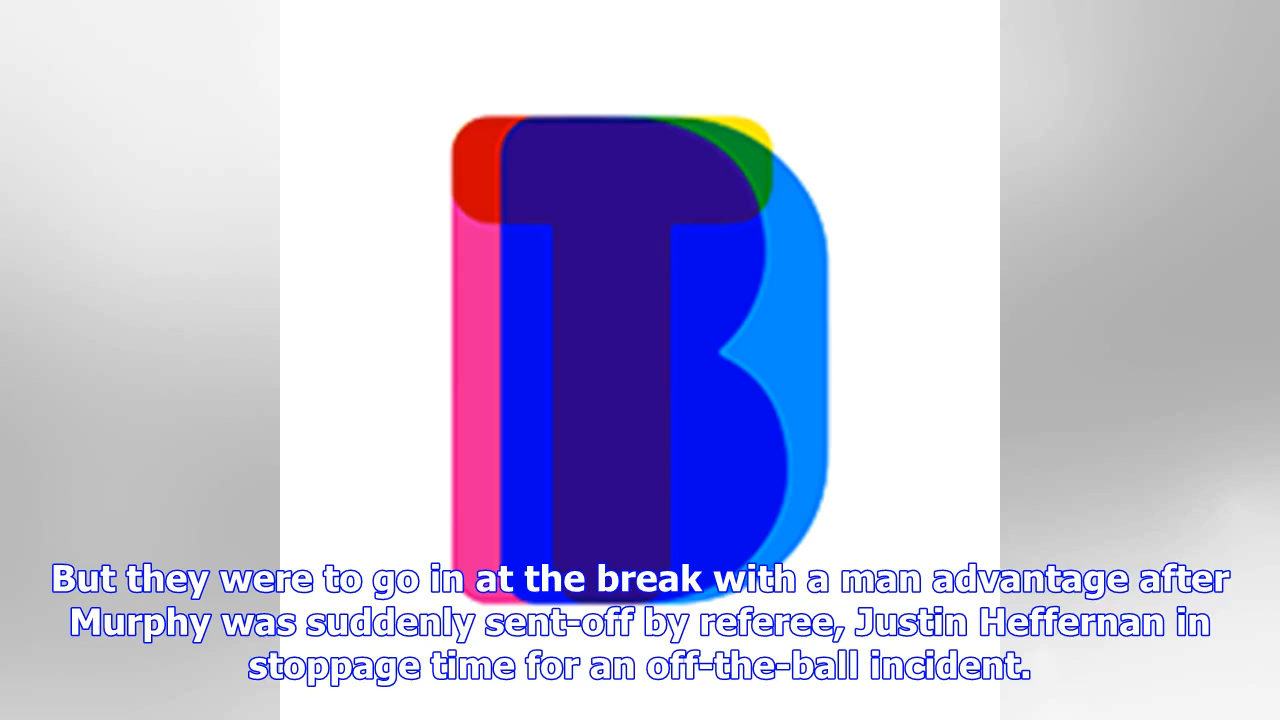 But they were to go in at the break with a man advantage after
Murphy was suddenly sent-off by referee, Justin Heffernan in
stoppage time for an off-the-ball incident.